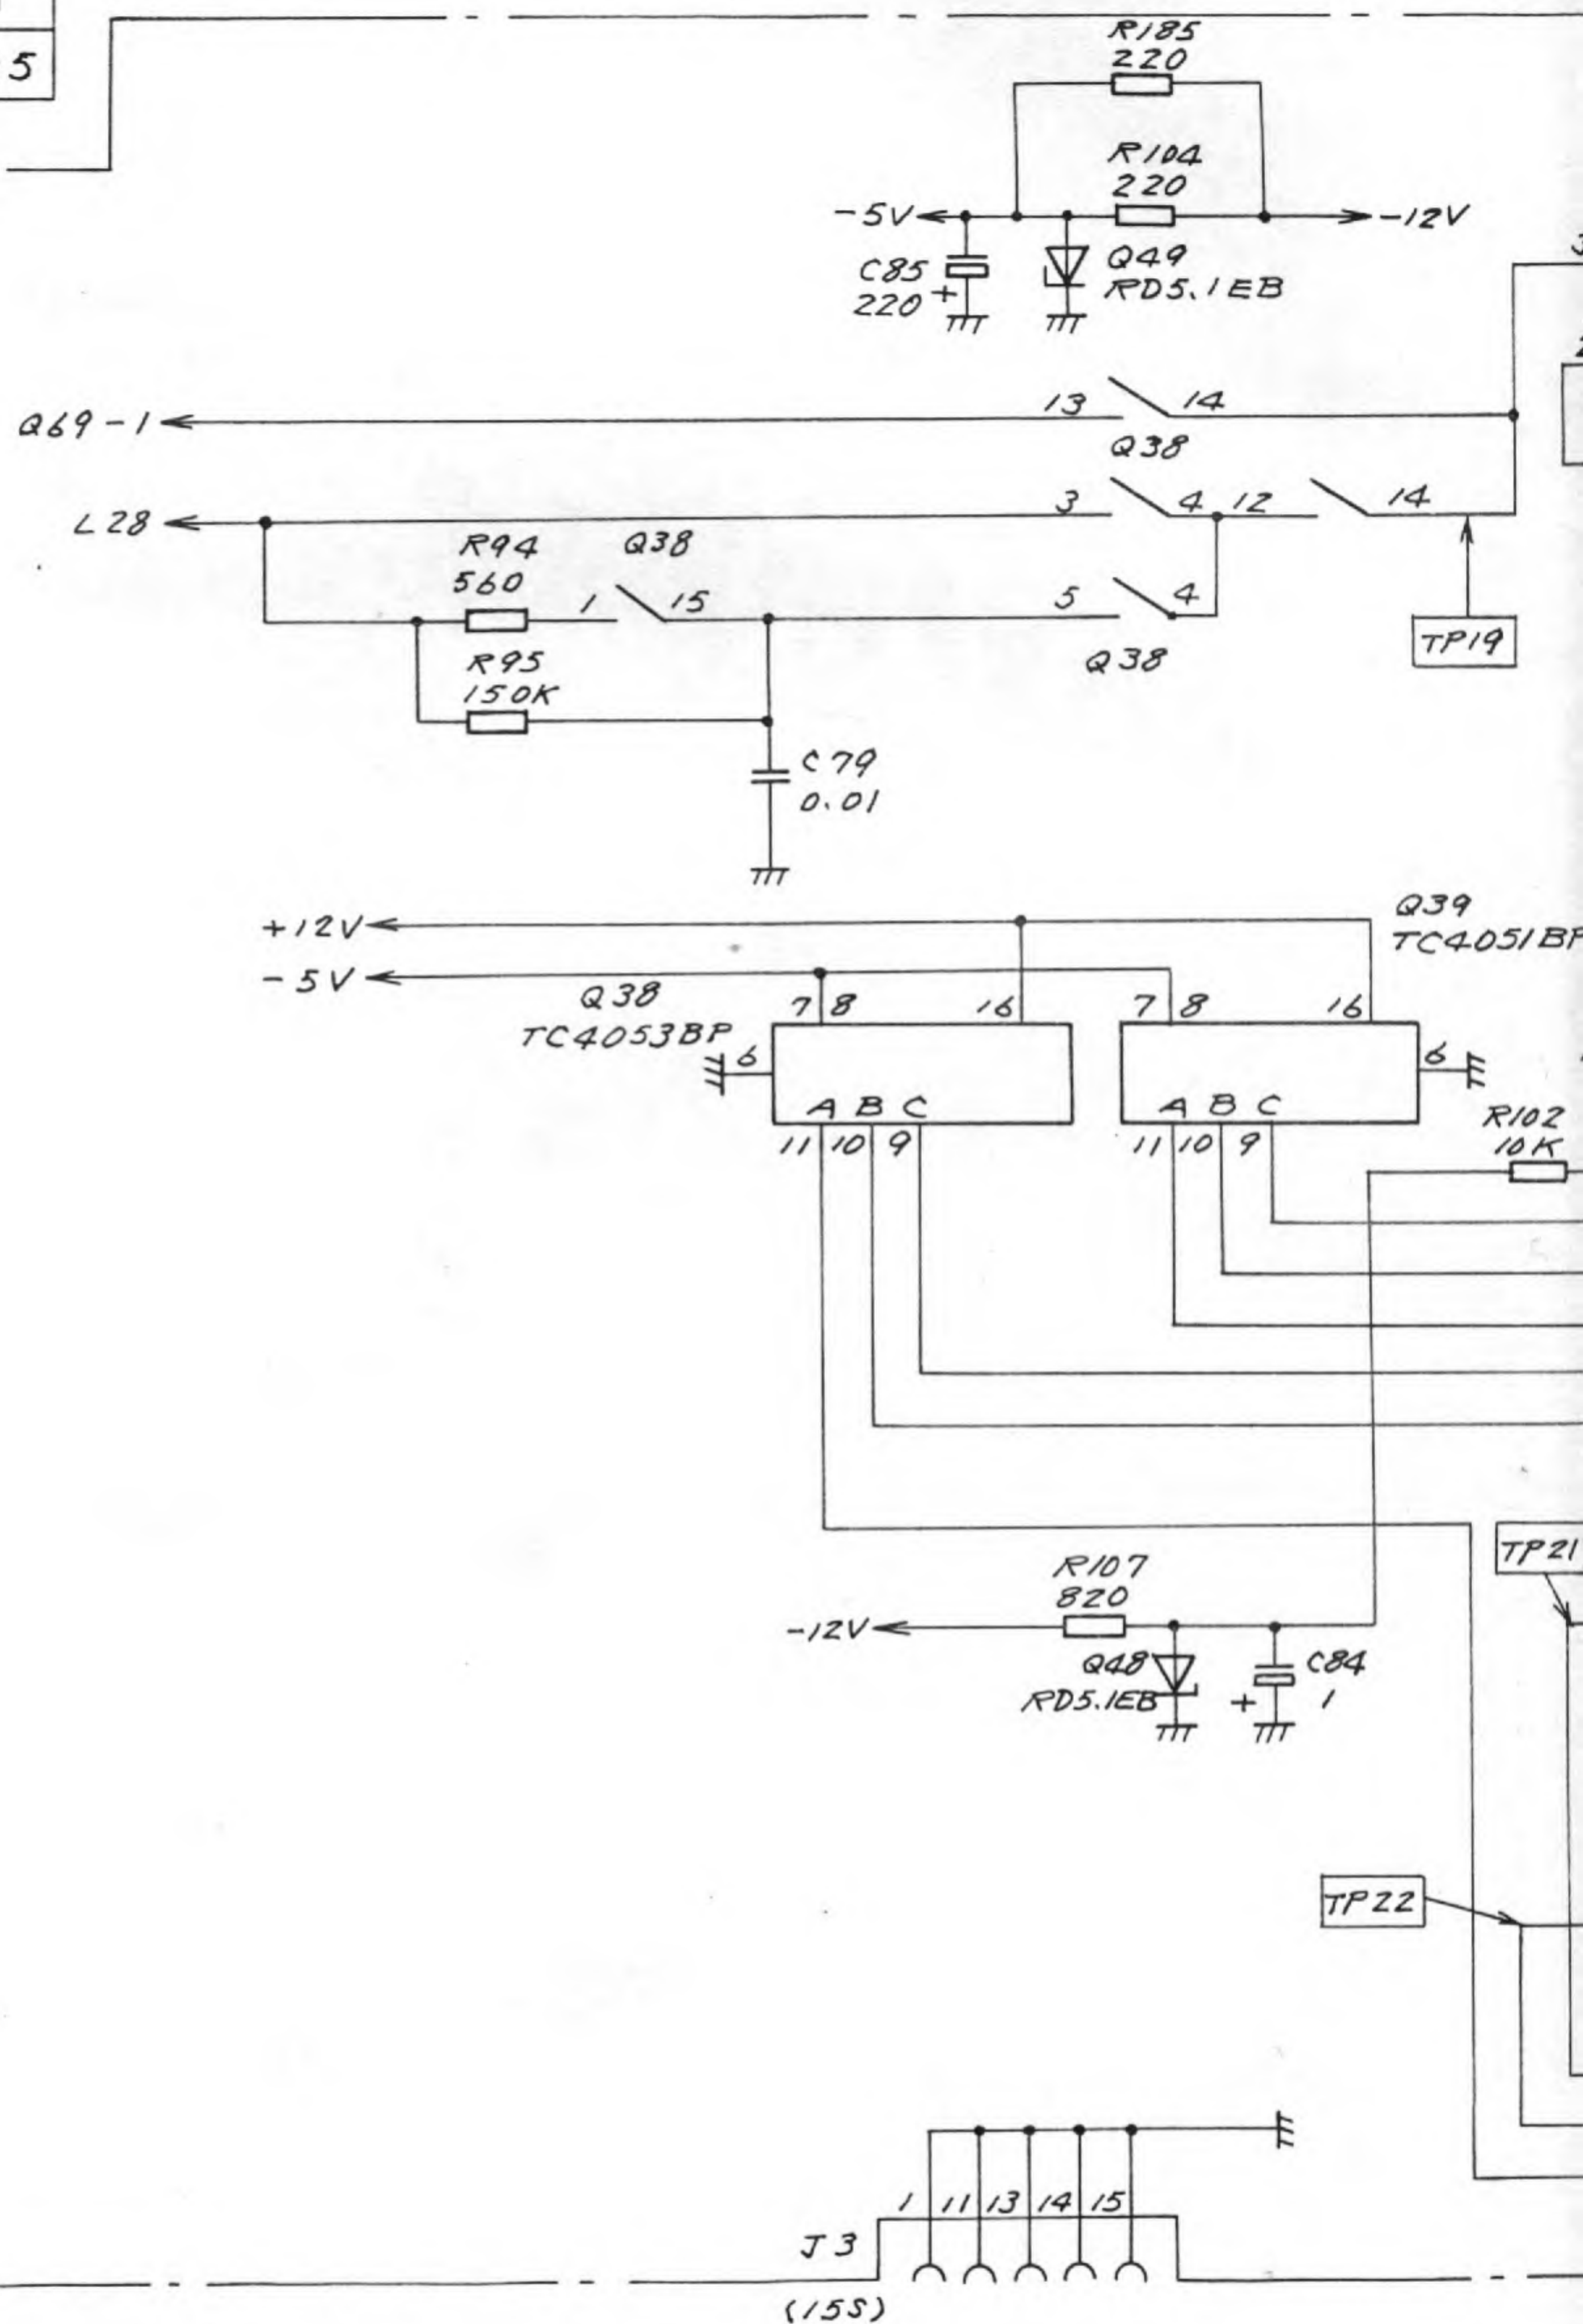 5
R185
220
R104
220
-5V
-12V
C85
220 +
Q49
RD5.1EB
Q69-1
13
14
Q38
L28
3
4
12
14
R94
560
Q38
1
15
5
4
Q38
TP19
R95
150K
C79
0.01
+12V
-5V
Q39
TC4051BP
Q38
TC4053BP
7 8
16
6
A B C
11 10 9
7 8
16
6
A B C
11 10 9
R102
10K
TP21
R107
820
-12V
Q48
RD5.1EB
C84
+ 1
TP22
1 11 13 14 15
J3
(15S)